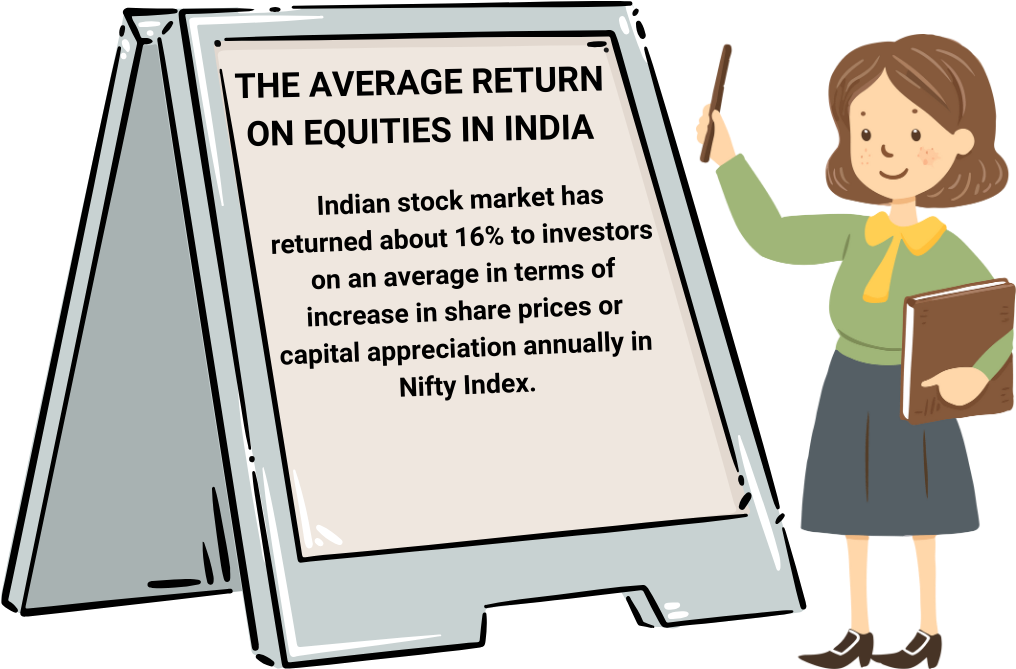 THE AVERAGE RETURN
ON EQUITIES IN INDIA
Indian stock market has
returned about 16% to investors
on an average in terms of
increase in share prices or
capital appreciation annually in
Nifty Index.